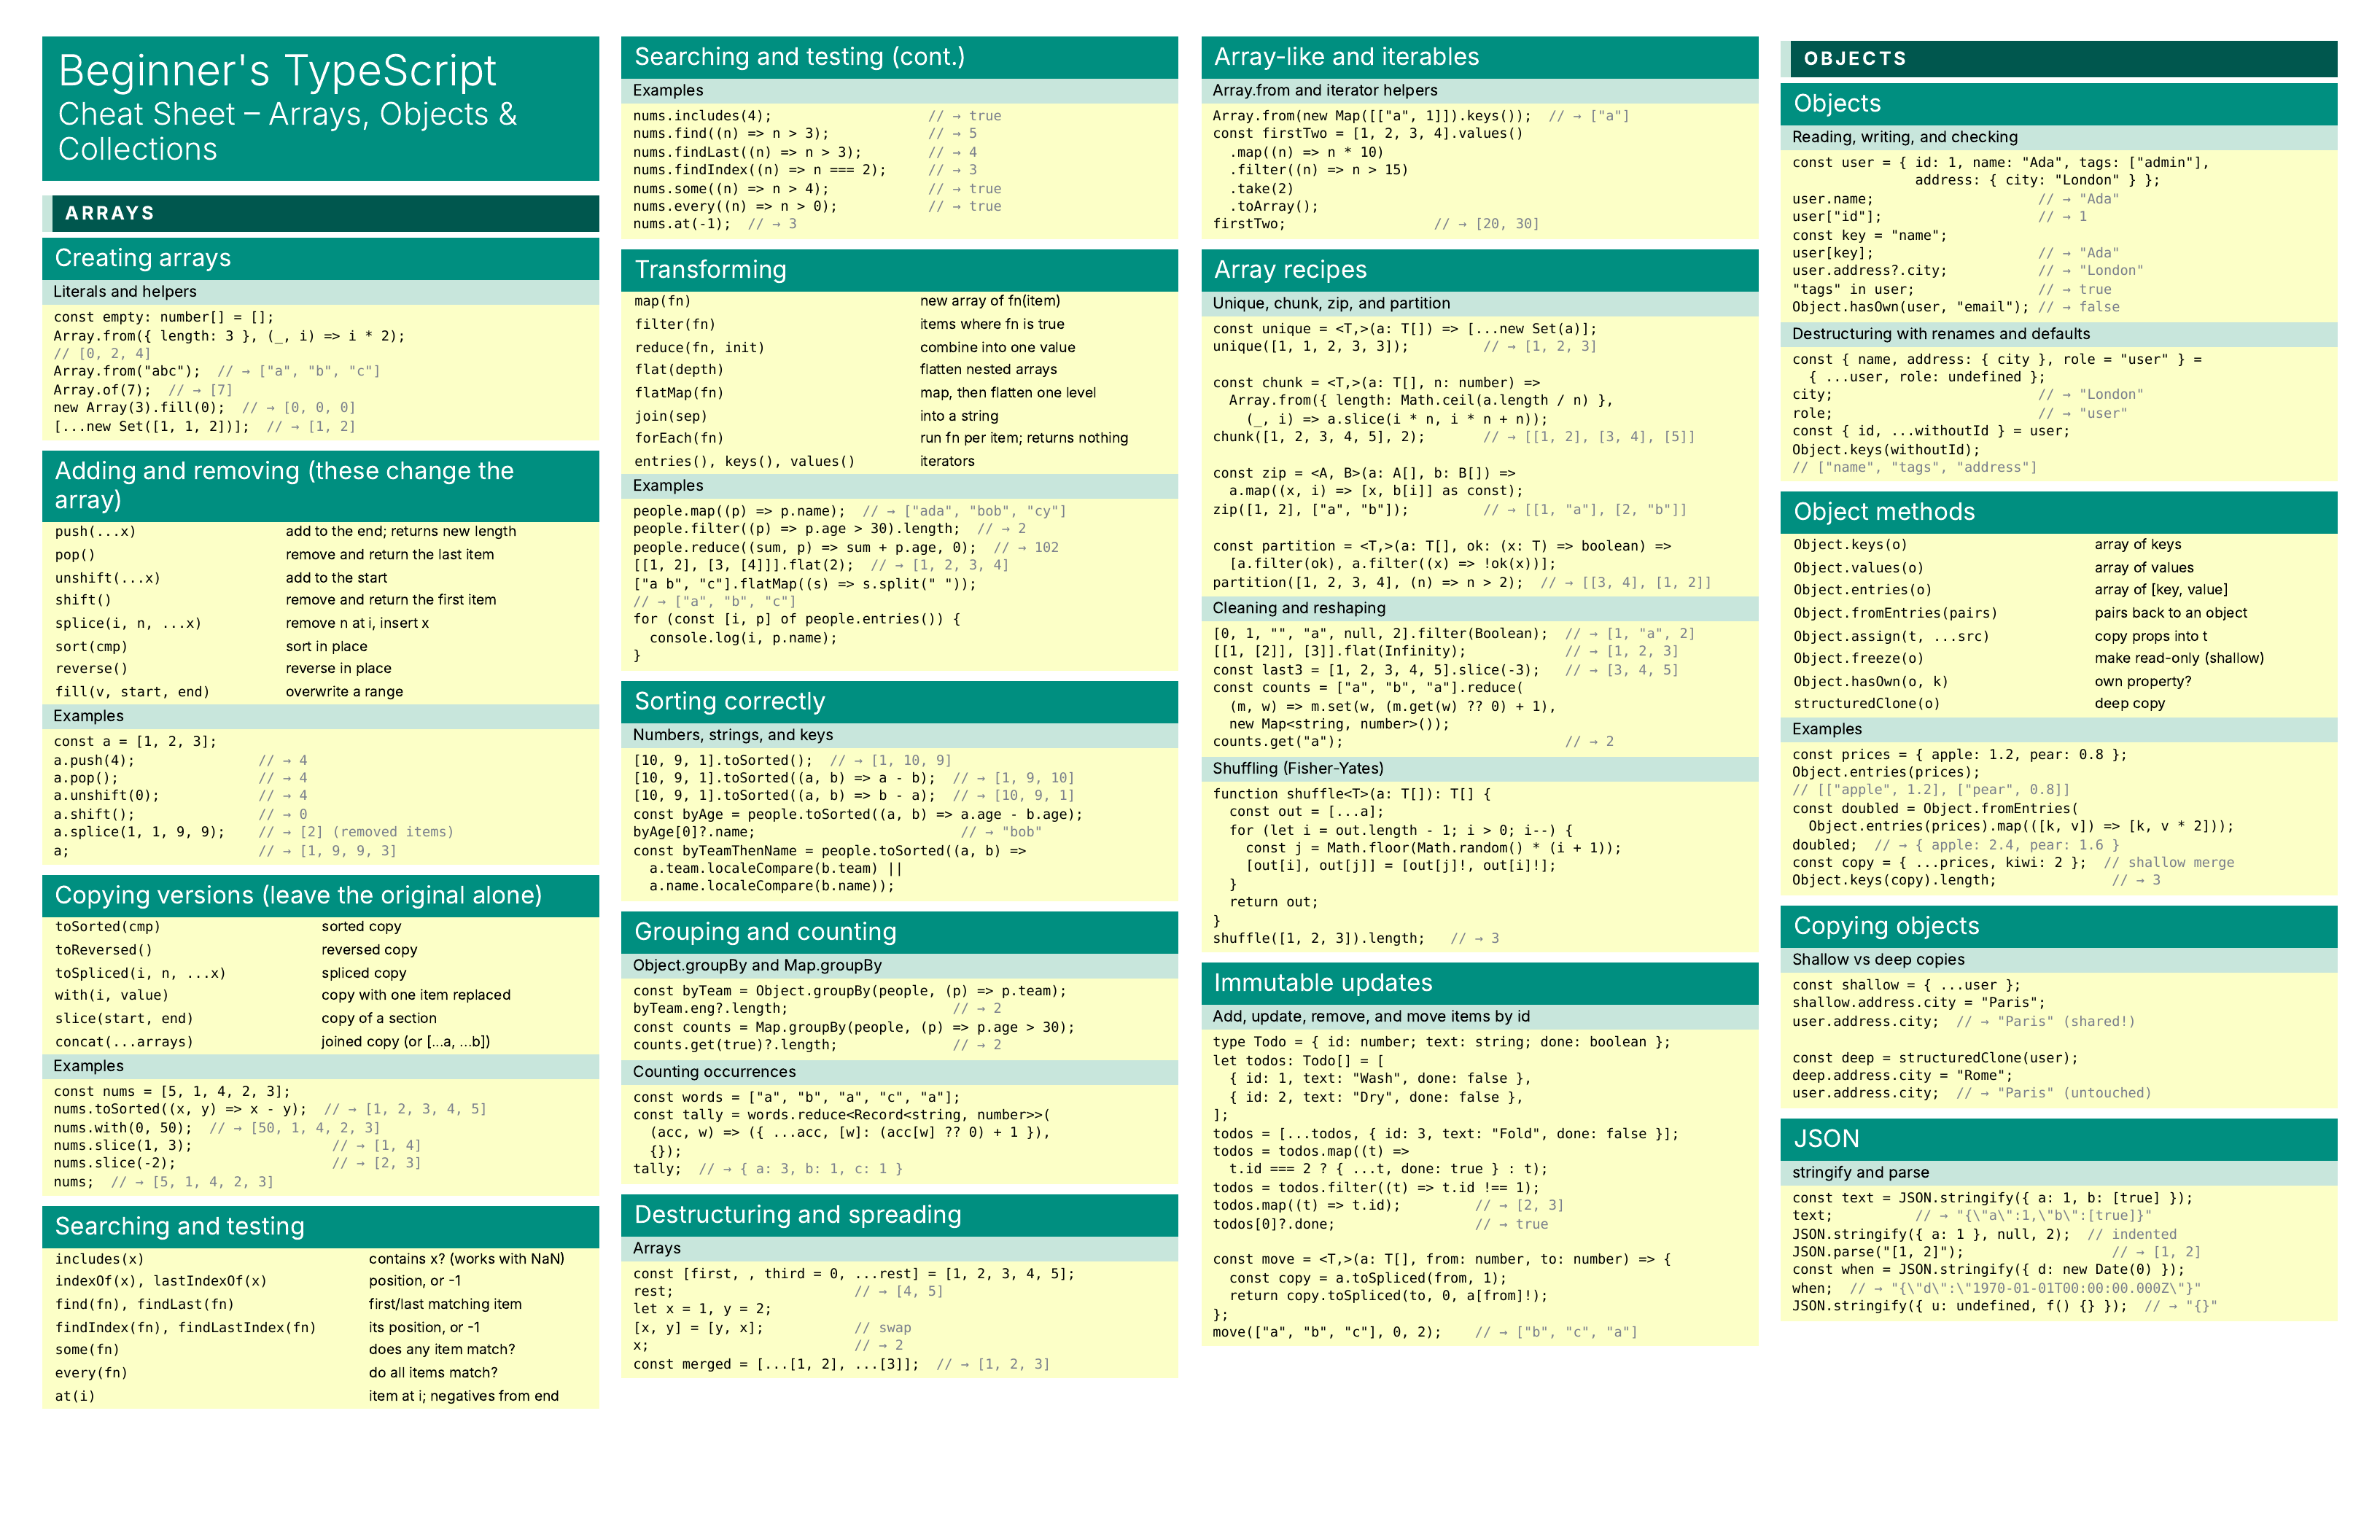 Beginner's TypeScript
Cheat Sheet – Arrays, Objects &
Collections
ARRAYS
Creating arrays
Literals and helpers
const empty: number[] = [];
Array.from({ length: 3 }, (_, i) => i * 2);
// [0, 2, 4]
Array.from("abc");  // → ["a", "b", "c"]
Array.of(7);  // → [7]
new Array(3).fill(0);  // → [0, 0, 0]
[...new Set([1, 1, 2])];  // → [1, 2]
Adding and removing (these change the
array)
push(...x) add to the end; returns new length
pop() remove and return the last item
unshift(...x) add to the start
shift() remove and return the first item
splice(i, n, ...x) remove n at i, insert x
sort(cmp) sort in place
reverse() reverse in place
fill(v, start, end) overwrite a range
Examples
const a = [1, 2, 3];
a.push(4); // → 4
a.pop(); // → 4
a.unshift(0); // → 4
a.shift(); // → 0
a.splice(1, 1, 9, 9); // → [2] (removed items)
a; // → [1, 9, 9, 3]
Copying versions (leave the original alone)
toSorted(cmp) sorted copy
toReversed() reversed copy
toSpliced(i, n, ...x) spliced copy
with(i, value) copy with one item replaced
slice(start, end) copy of a section
concat(...arrays) joined copy (or [...a, ...b])
Examples
const nums = [5, 1, 4, 2, 3];
nums.toSorted((x, y) => x - y);  // → [1, 2, 3, 4, 5]
nums.with(0, 50);  // → [50, 1, 4, 2, 3]
nums.slice(1, 3); // → [1, 4]
nums.slice(-2); // → [2, 3]
nums;  // → [5, 1, 4, 2, 3]
Searching and testing
includes(x) contains x? (works with NaN)
indexOf(x), lastIndexOf(x) position, or -1
find(fn), findLast(fn) first/last matching item
findIndex(fn), findLastIndex(fn) its position, or -1
some(fn) does any item match?
every(fn) do all items match?
at(i) item at i; negatives from end
Searching and testing (cont.)
Examples
nums.includes(4); // → true
nums.find((n) => n > 3); // → 5
nums.findLast((n) => n > 3); // → 4
nums.findIndex((n) => n === 2); // → 3
nums.some((n) => n > 4); // → true
nums.every((n) => n > 0); // → true
nums.at(-1);  // → 3
Transforming
map(fn) new array of fn(item)
filter(fn) items where fn is true
reduce(fn, init) combine into one value
flat(depth) flatten nested arrays
flatMap(fn) map, then flatten one level
join(sep) into a string
forEach(fn) run fn per item; returns nothing
entries(), keys(), values() iterators
Examples
people.map((p) => p.name);  // → ["ada", "bob", "cy"]
people.filter((p) => p.age > 30).length;  // → 2
people.reduce((sum, p) => sum + p.age, 0);  // → 102
[[1, 2], [3, [4]]].flat(2);  // → [1, 2, 3, 4]
["a b", "c"].flatMap((s) => s.split(" "));
// → ["a", "b", "c"]
for (const [i, p] of people.entries()) {
  console.log(i, p.name);
}
Sorting correctly
Numbers, strings, and keys
[10, 9, 1].toSorted();  // → [1, 10, 9]
[10, 9, 1].toSorted((a, b) => a - b);  // → [1, 9, 10]
[10, 9, 1].toSorted((a, b) => b - a);  // → [10, 9, 1]
const byAge = people.toSorted((a, b) => a.age - b.age);
byAge[0]?.name; // → "bob"
const byTeamThenName = people.toSorted((a, b) =>
  a.team.localeCompare(b.team) ||
  a.name.localeCompare(b.name));
Grouping and counting
Object.groupBy and Map.groupBy
const byTeam = Object.groupBy(people, (p) => p.team);
byTeam.eng?.length; // → 2
const counts = Map.groupBy(people, (p) => p.age > 30);
counts.get(true)?.length; // → 2
Counting occurrences
const words = ["a", "b", "a", "c", "a"];
const tally = words.reduce<Record<string, number>>(
  (acc, w) => ({ ...acc, [w]: (acc[w] ?? 0) + 1 }),
  {});
tally;  // → { a: 3, b: 1, c: 1 }
Destructuring and spreading
Arrays
const [first, , third = 0, ...rest] = [1, 2, 3, 4, 5];
rest; // → [4, 5]
let x = 1, y = 2;
[x, y] = [y, x]; // swap
x; // → 2
const merged = [...[1, 2], ...[3]];  // → [1, 2, 3]
Array-like and iterables
Array.from and iterator helpers
Array.from(new Map([["a", 1]]).keys());  // → ["a"]
const firstTwo = [1, 2, 3, 4].values()
  .map((n) => n * 10)
  .filter((n) => n > 15)
  .take(2)
  .toArray();
firstTwo; // → [20, 30]
Array recipes
Unique, chunk, zip, and partition
const unique = <T,>(a: T[]) => [...new Set(a)];
unique([1, 1, 2, 3, 3]); // → [1, 2, 3]
const chunk = <T,>(a: T[], n: number) =>
  Array.from({ length: Math.ceil(a.length / n) },
    (_, i) => a.slice(i * n, i * n + n));
chunk([1, 2, 3, 4, 5], 2); // → [[1, 2], [3, 4], [5]]
const zip = <A, B>(a: A[], b: B[]) =>
  a.map((x, i) => [x, b[i]] as const);
zip([1, 2], ["a", "b"]); // → [[1, "a"], [2, "b"]]
const partition = <T,>(a: T[], ok: (x: T) => boolean) =>
  [a.filter(ok), a.filter((x) => !ok(x))];
partition([1, 2, 3, 4], (n) => n > 2);  // → [[3, 4], [1, 2]]
Cleaning and reshaping
[0, 1, "", "a", null, 2].filter(Boolean);  // → [1, "a", 2]
[[1, [2]], [3]].flat(Infinity); // → [1, 2, 3]
const last3 = [1, 2, 3, 4, 5].slice(-3); // → [3, 4, 5]
const counts = ["a", "b", "a"].reduce(
  (m, w) => m.set(w, (m.get(w) ?? 0) + 1),
  new Map<string, number>());
counts.get("a"); // → 2
Shuffling (Fisher-Yates)
function shuffle<T>(a: T[]): T[] {
  const out = [...a];
  for (let i = out.length - 1; i > 0; i--) {
    const j = Math.floor(Math.random() * (i + 1));
    [out[i], out[j]] = [out[j]!, out[i]!];
  }
  return out;
}
shuffle([1, 2, 3]).length; // → 3
Immutable updates
Add, update, remove, and move items by id
type Todo = { id: number; text: string; done: boolean };
let todos: Todo[] = [
  { id: 1, text: "Wash", done: false },
  { id: 2, text: "Dry", done: false },
];
todos = [...todos, { id: 3, text: "Fold", done: false }];
todos = todos.map((t) =>
  t.id === 2 ? { ...t, done: true } : t);
todos = todos.filter((t) => t.id !== 1);
todos.map((t) => t.id); // → [2, 3]
todos[0]?.done; // → true
const move = <T,>(a: T[], from: number, to: number) => {
  const copy = a.toSpliced(from, 1);
  return copy.toSpliced(to, 0, a[from]!);
};
move(["a", "b", "c"], 0, 2); // → ["b", "c", "a"]
OBJECTS
Objects
Reading, writing, and checking
const user = { id: 1, name: "Ada", tags: ["admin"],
               address: { city: "London" } };
user.name; // → "Ada"
user["id"]; // → 1
const key = "name";
user[key]; // → "Ada"
user.address?.city; // → "London"
"tags" in user; // → true
Object.hasOwn(user, "email"); // → false
Destructuring with renames and defaults
const { name, address: { city }, role = "user" } =
  { ...user, role: undefined };
city; // → "London"
role; // → "user"
const { id, ...withoutId } = user;
Object.keys(withoutId);
// ["name", "tags", "address"]
Object methods
Object.keys(o) array of keys
Object.values(o) array of values
Object.entries(o) array of [key, value]
Object.fromEntries(pairs) pairs back to an object
Object.assign(t, ...src) copy props into t
Object.freeze(o) make read-only (shallow)
Object.hasOwn(o, k) own property?
structuredClone(o) deep copy
Examples
const prices = { apple: 1.2, pear: 0.8 };
Object.entries(prices);
// [["apple", 1.2], ["pear", 0.8]]
const doubled = Object.fromEntries(
  Object.entries(prices).map(([k, v]) => [k, v * 2]));
doubled;  // → { apple: 2.4, pear: 1.6 }
const copy = { ...prices, kiwi: 2 };  // shallow merge
Object.keys(copy).length; // → 3
Copying objects
Shallow vs deep copies
const shallow = { ...user };
shallow.address.city = "Paris";
user.address.city;  // → "Paris" (shared!)
const deep = structuredClone(user);
deep.address.city = "Rome";
user.address.city;  // → "Paris" (untouched)
JSON
stringify and parse
const text = JSON.stringify({ a: 1, b: [true] });
text; // → "{\"a\":1,\"b\":[true]}"
JSON.stringify({ a: 1 }, null, 2);  // indented
JSON.parse("[1, 2]"); // → [1, 2]
const when = JSON.stringify({ d: new Date(0) });
when;  // → "{\"d\":\"1970-01-01T00:00:00.000Z\"}"
JSON.stringify({ u: undefined, f() {} });  // → "{}"